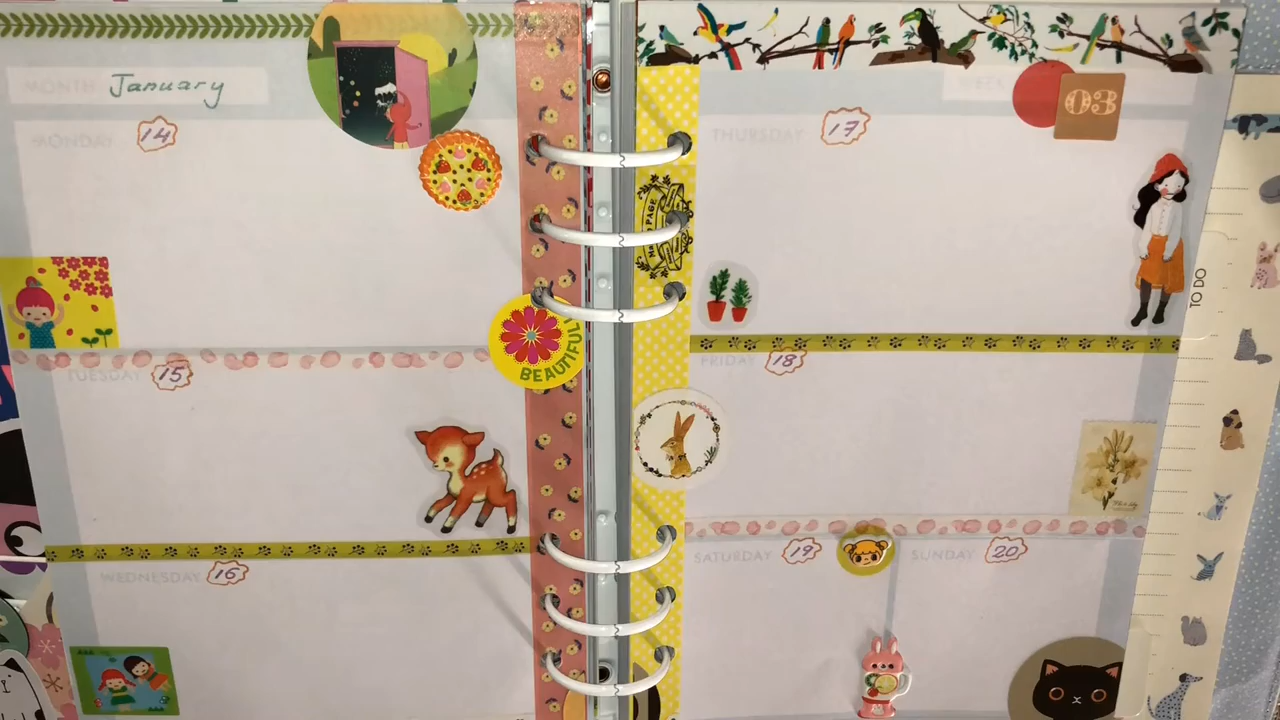 MONTH January
MONDAY 14
TUESDAY 15
BEAUTIFUL
WEDNESDAY 16
WEEK 03
THURSDAY 17
TO DO
FRIDAY 18
SATURDAY 19
SUNDAY 20